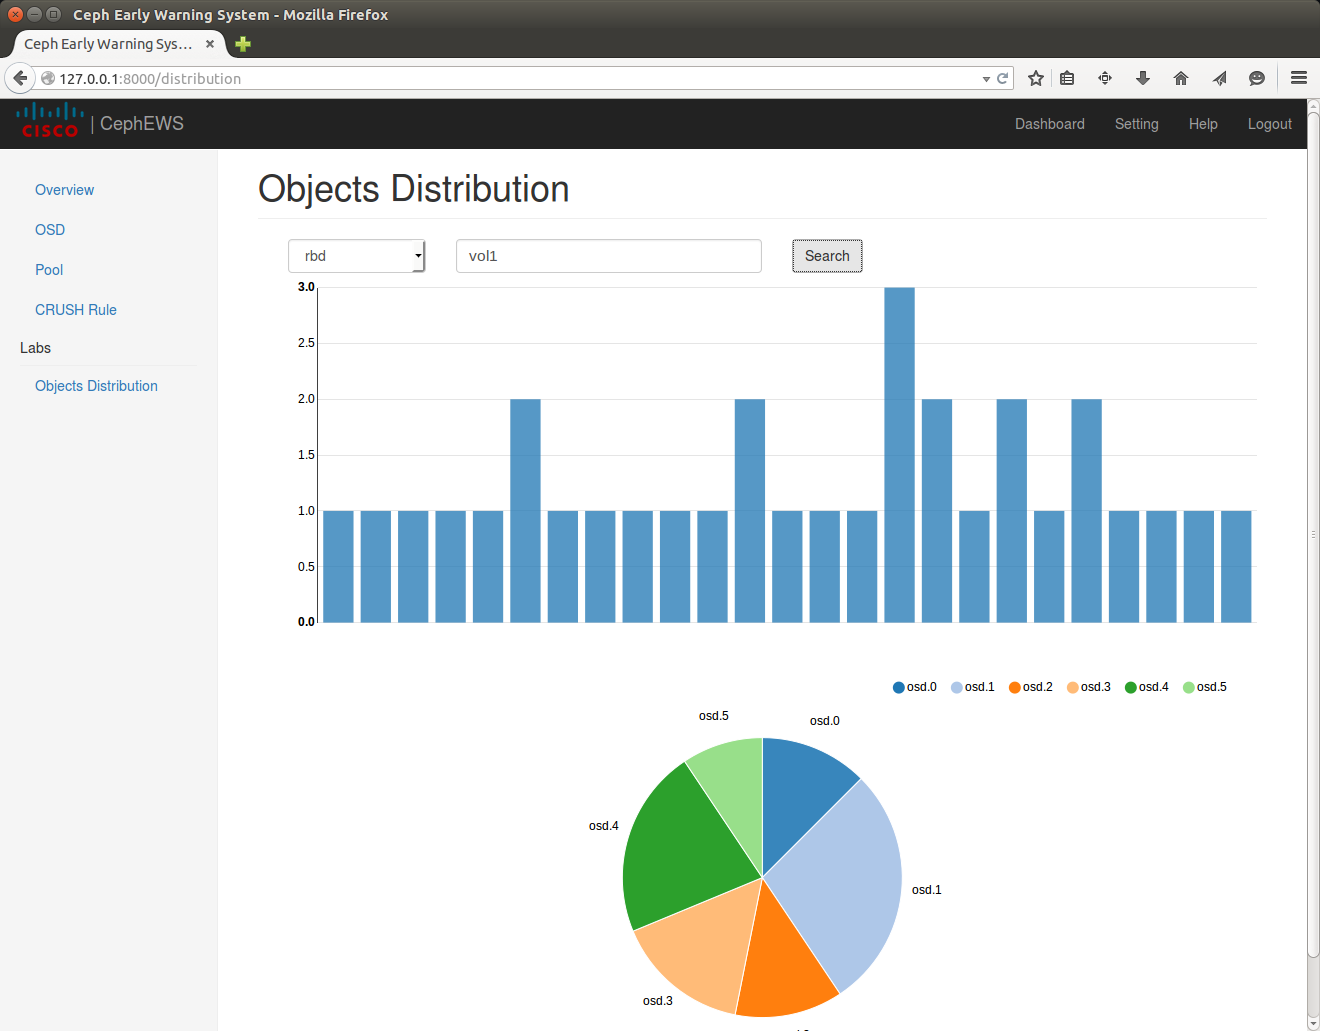 Ceph Early Warning System - Mozilla Firefox
Ceph Early Warning Sys...
127.0.0.1:8000/distribution
CISCO | CephEWS
Dashboard Setting Help Logout
Overview
OSD
Pool
CRUSH Rule
Labs
Objects Distribution
Objects Distribution
rbd vol1 Search
3.0
2.5
2.0
1.5
1.0
0.5
0.0
osd.0 osd.1 osd.2 osd.3 osd.4 osd.5
osd.5
osd.0
osd.4
osd.1
osd.3